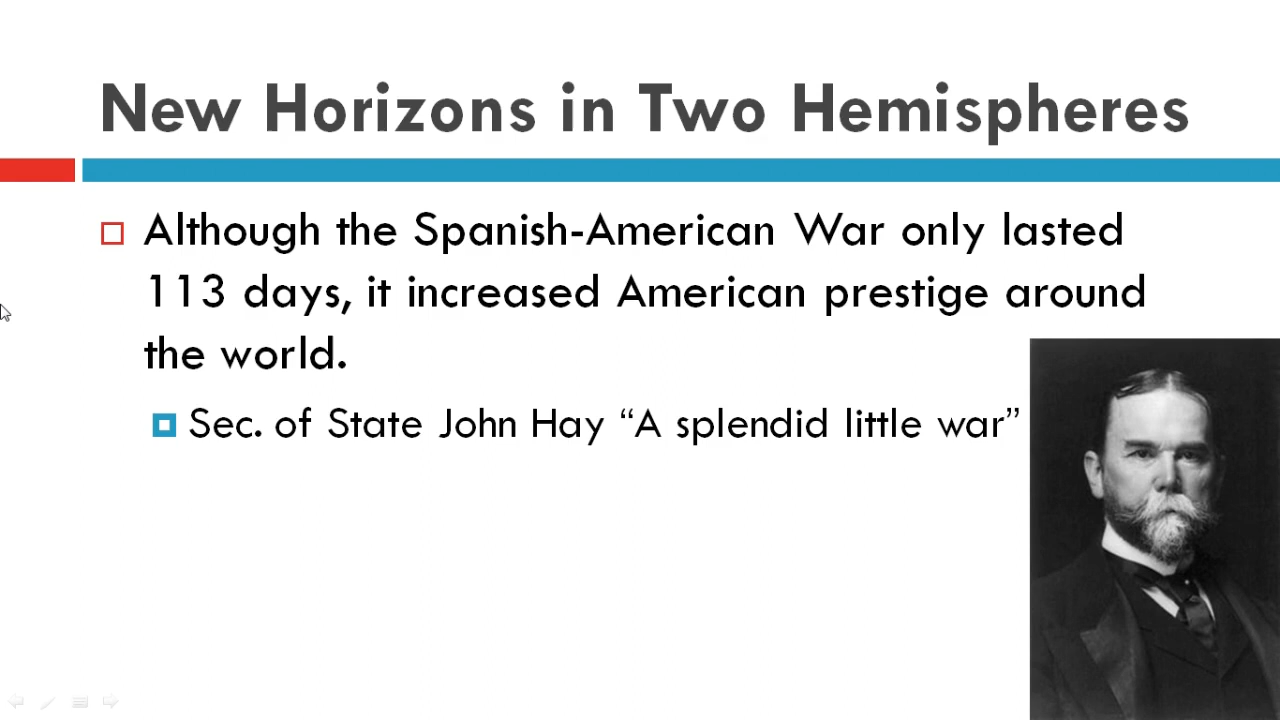 New Horizons in Two Hemispheres
Although the Spanish-American War only lasted
113 days, it increased American prestige around
the world.
Sec. of State John Hay “A splendid little war”